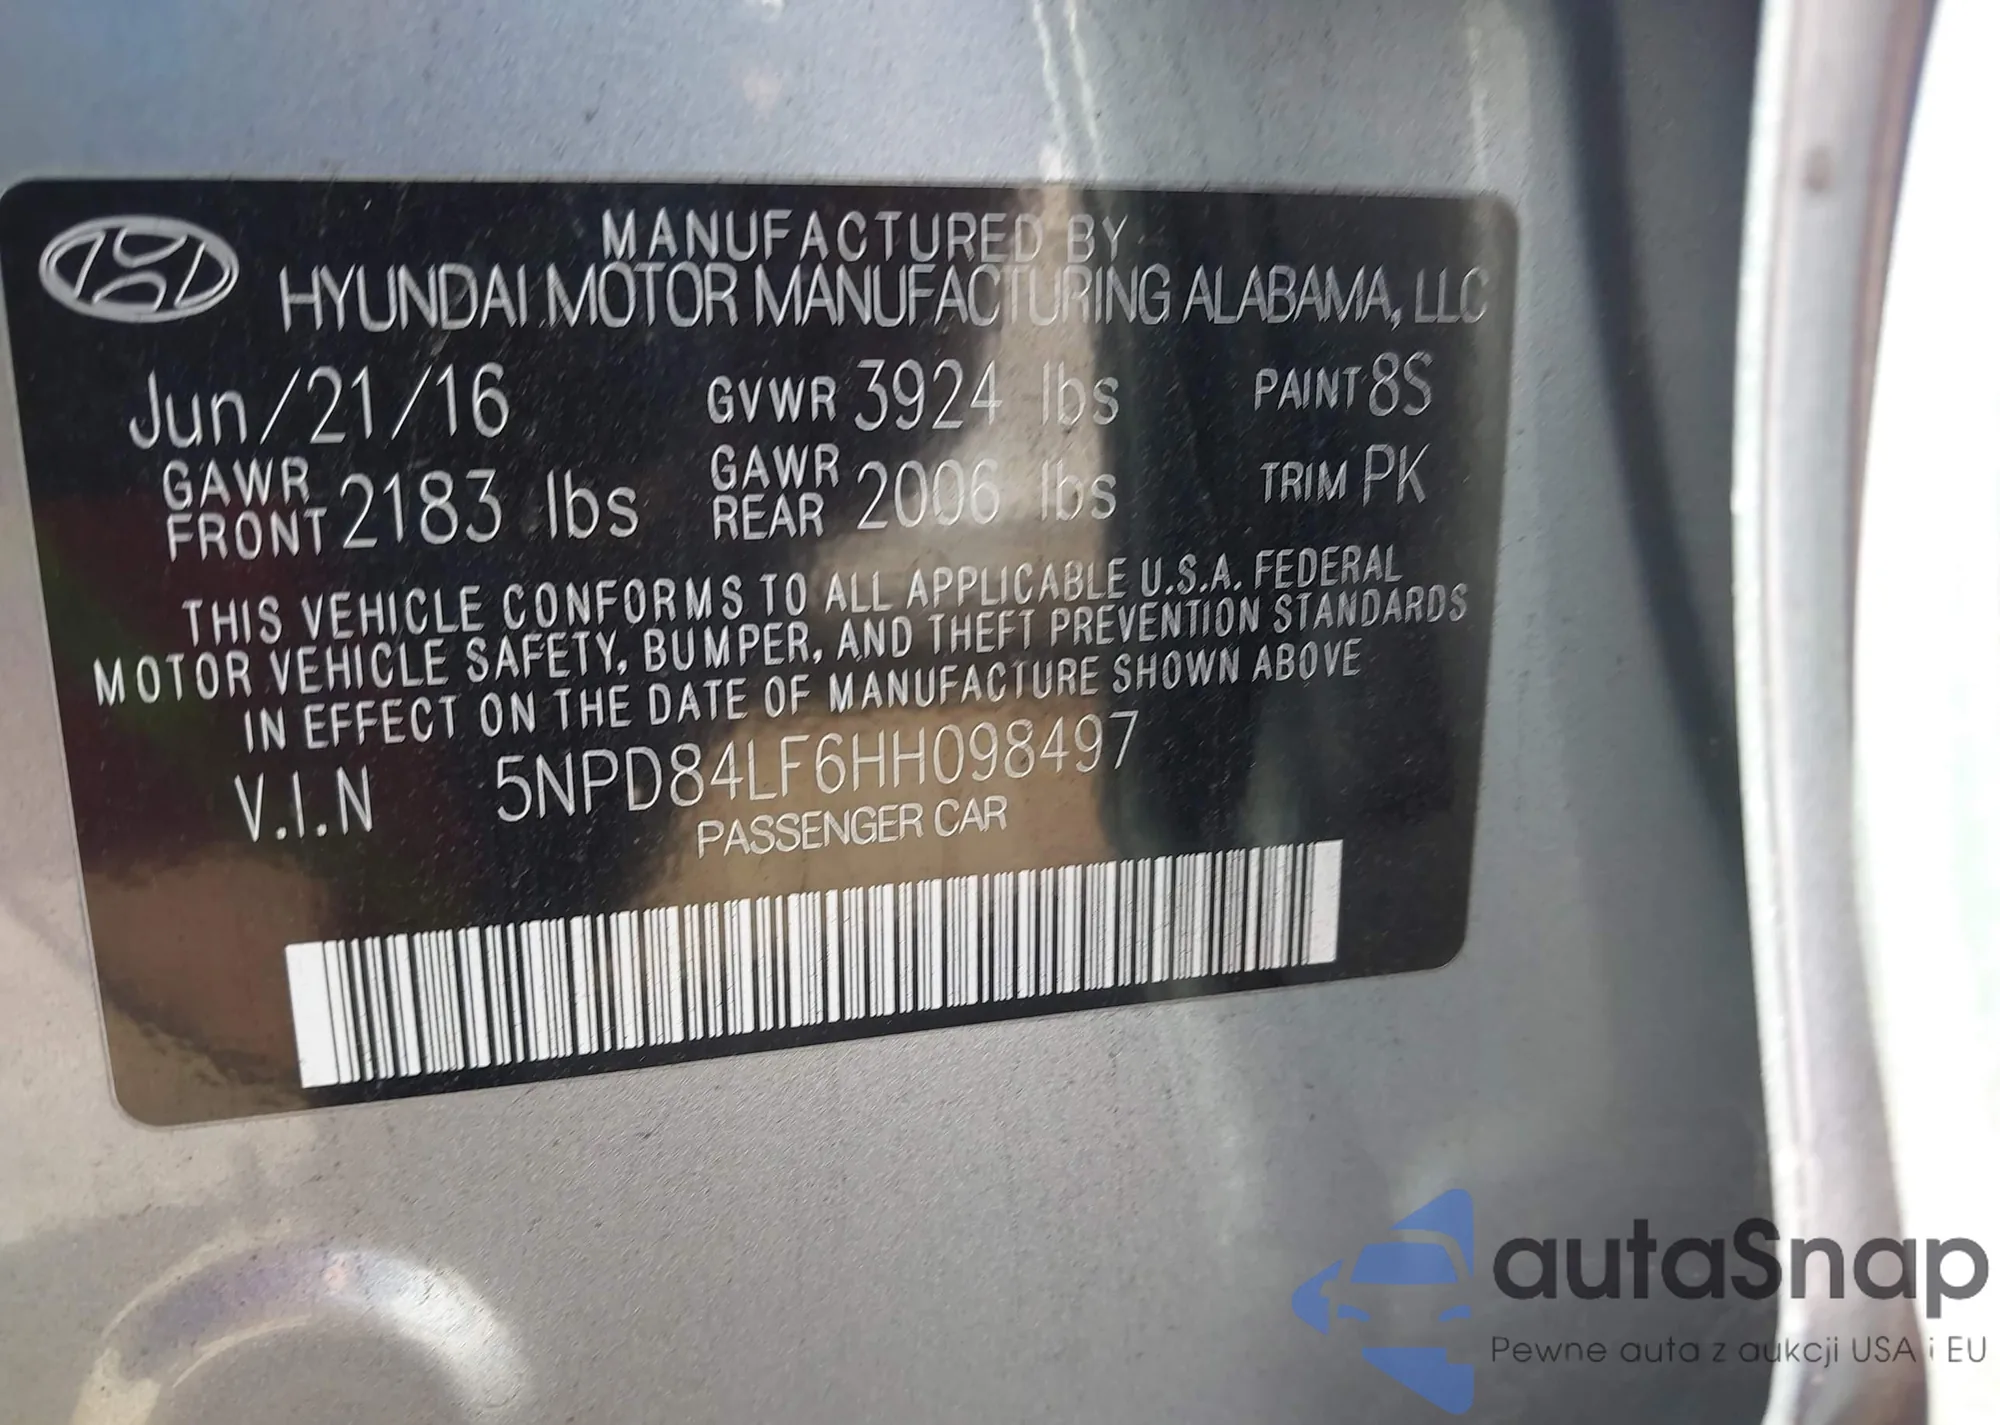 MANUFACTURED BY
HYUNDAI MOTOR MANUFACTURING ALABAMA, LLC
Jun/21/16 GVWR 3924 lbs PAINT 8S
GAWR FRONT 2183 lbs GAWR REAR 2006 lbs TRIM PK
THIS VEHICLE CONFORMS TO ALL APPLICABLE U.S.A. FEDERAL
MOTOR VEHICLE SAFETY, BUMPER, AND THEFT PREVENTION STANDARDS
IN EFFECT ON THE DATE OF MANUFACTURE SHOWN ABOVE
V.I.N 5NPD84LF6HH098497
PASSENGER CAR
autaSnap
Pewne auta z aukcji USA i EU